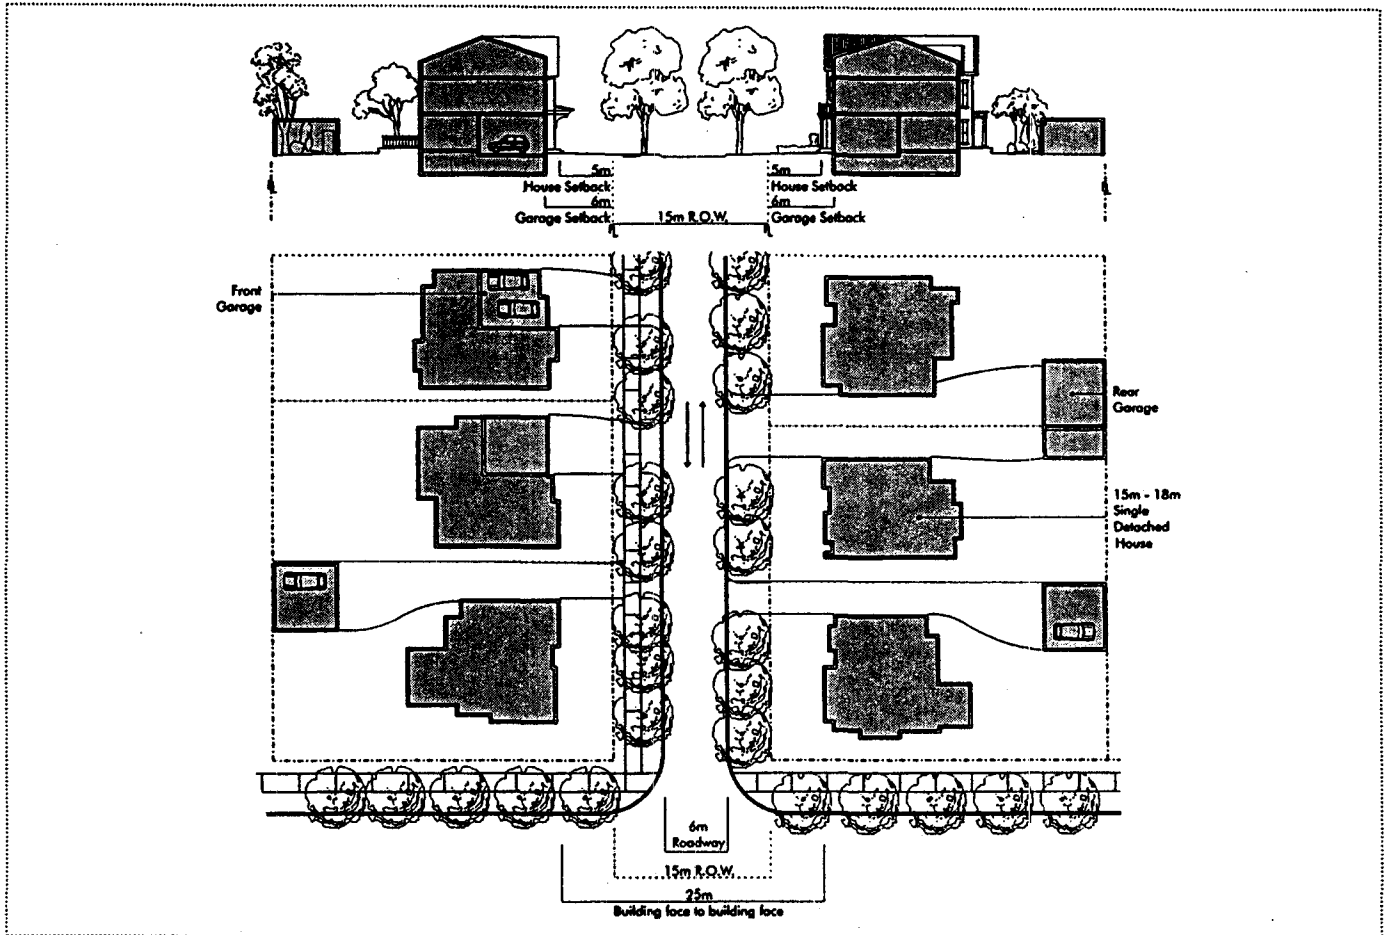 5m
House Setback
6m
Garage Setback
15m R.O.W.
5m
House Setback
6m
Garage Setback
Front
Garage
Rear
Garage
15m - 18m
Single
Detached
House
6m
Roadway
15m R.O.W.
25m
Building face to building face